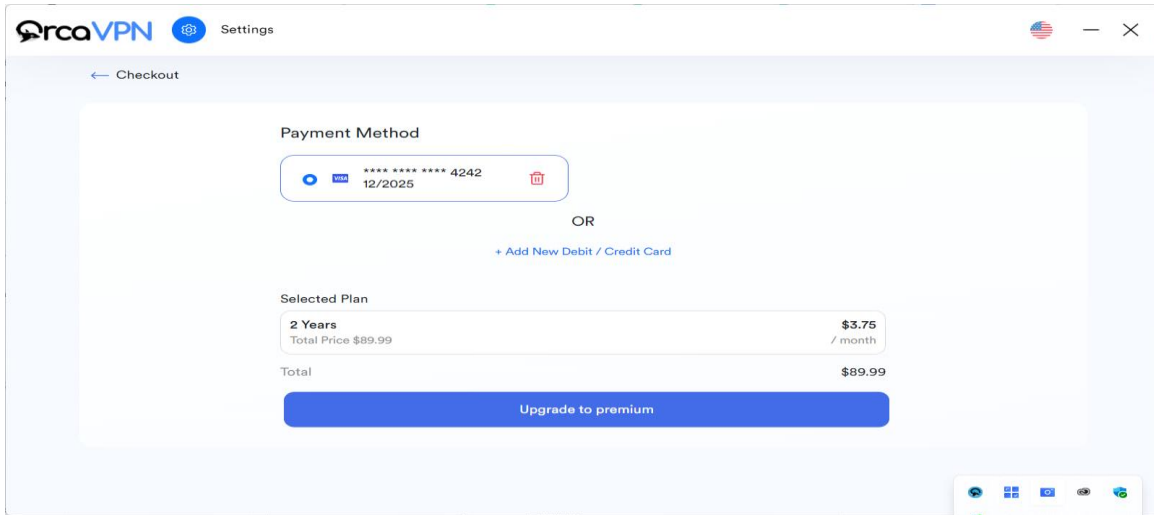 OrcaVPN
Settings
← Checkout
Payment Method
VISA
**** **** **** 4242
12/2025
OR
+ Add New Debit / Credit Card
Selected Plan
2 Years $3.75
Total Price $89.99 / month
Total $89.99
Upgrade to premium